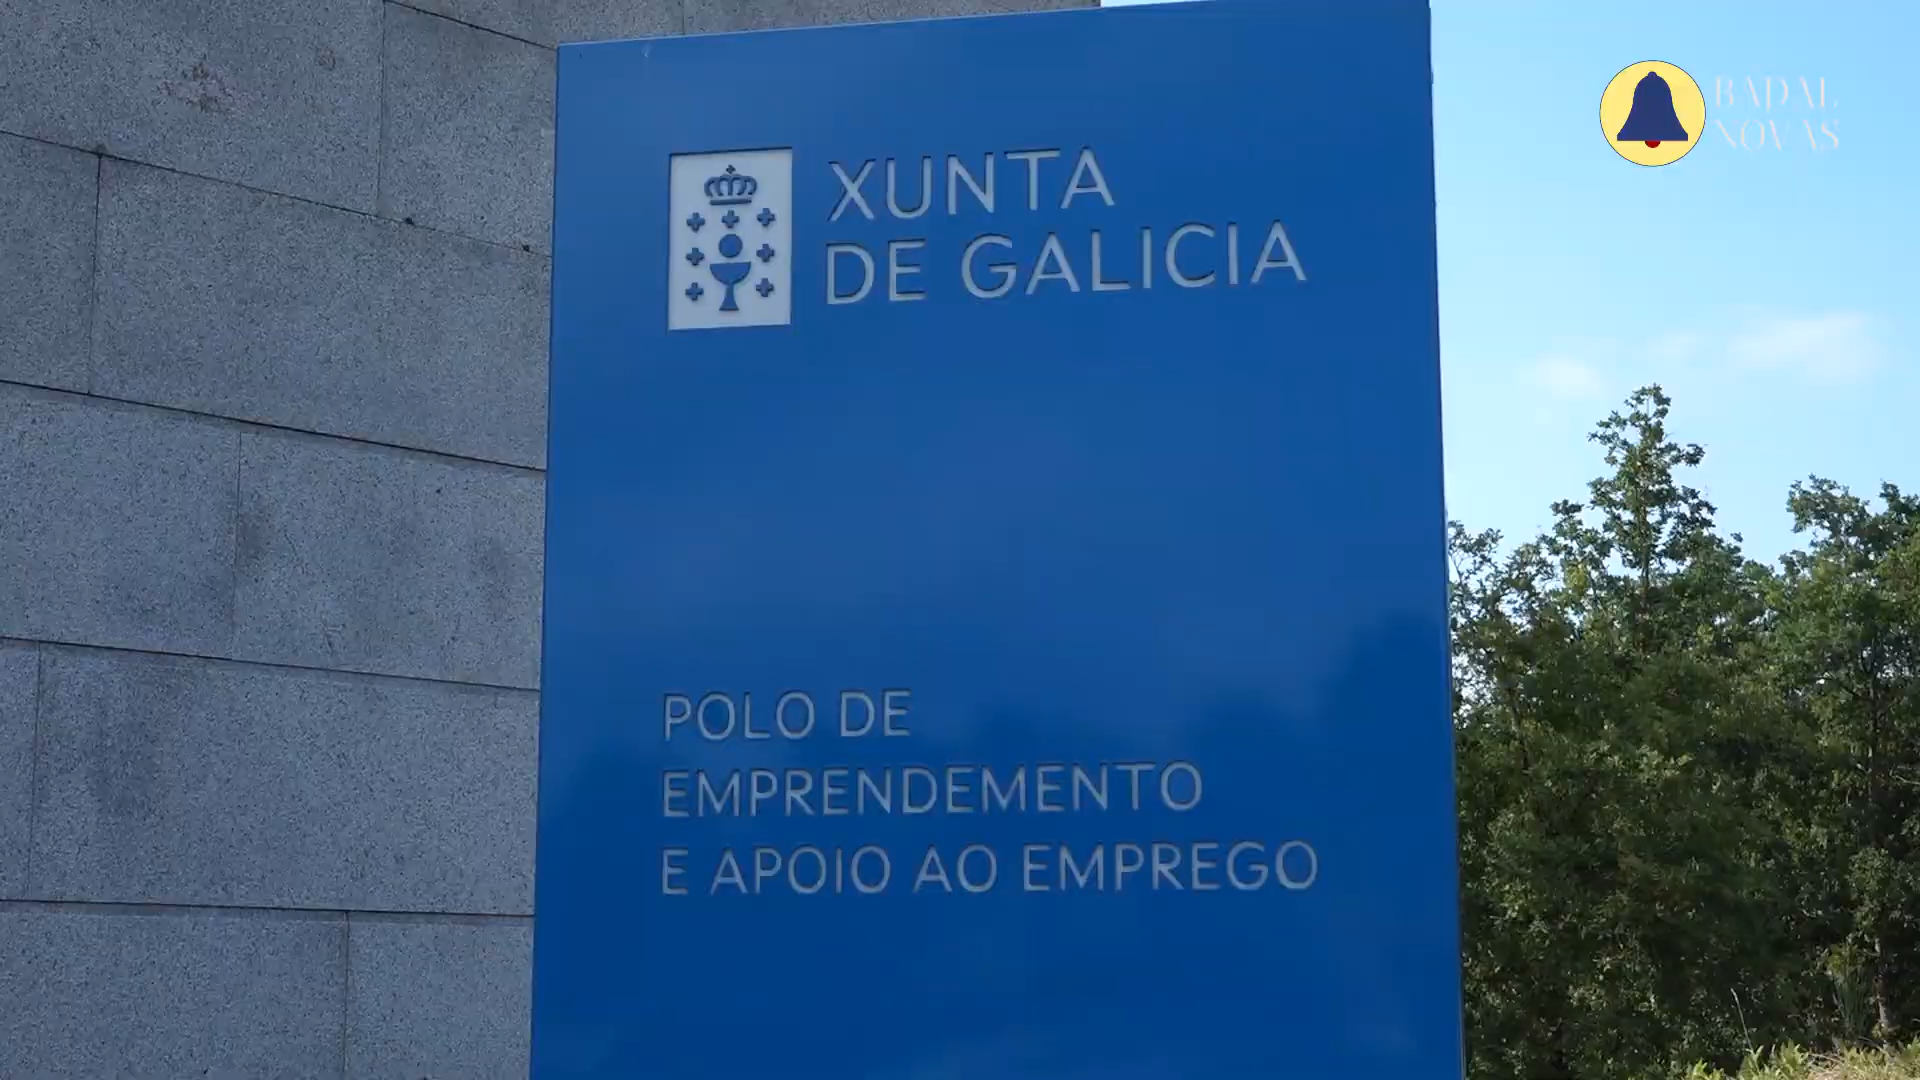 BADAL
NOVAS
XUNTA
DE GALICIA
POLO DE
EMPRENDEMENTO
E APOIO AO EMPREGO